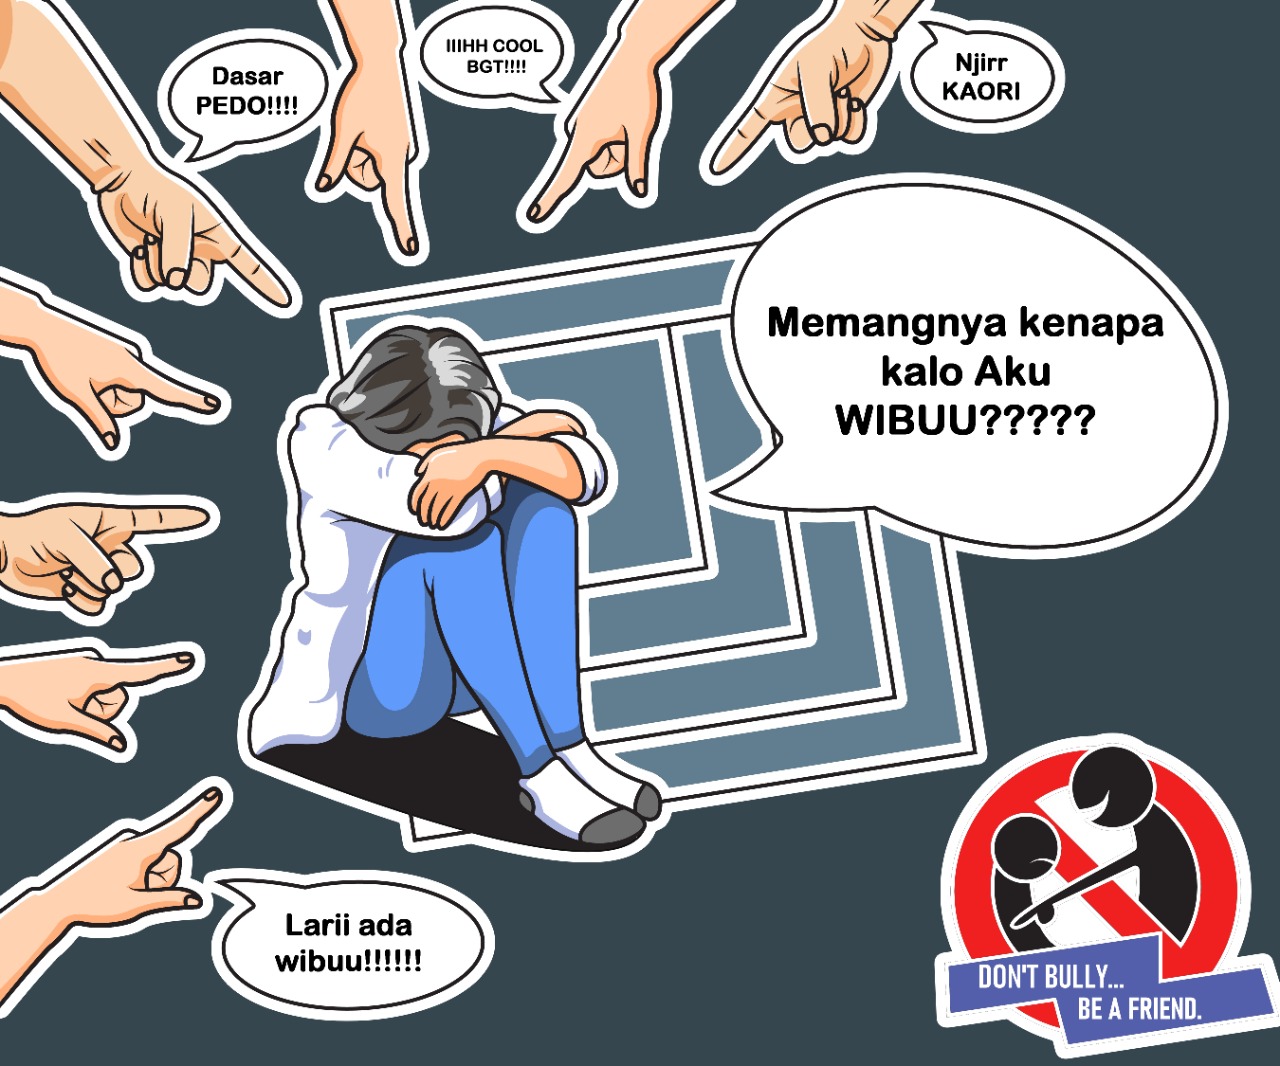 Dasar
PEDO!!!!
IIIHH COOL
BGT!!!!
Njirr
KAORI
Memangnya kenapa
kalo Aku
WIBUU?????
Larii ada
wibuu!!!!!!
DON'T BULLY...
BE A FRIEND.